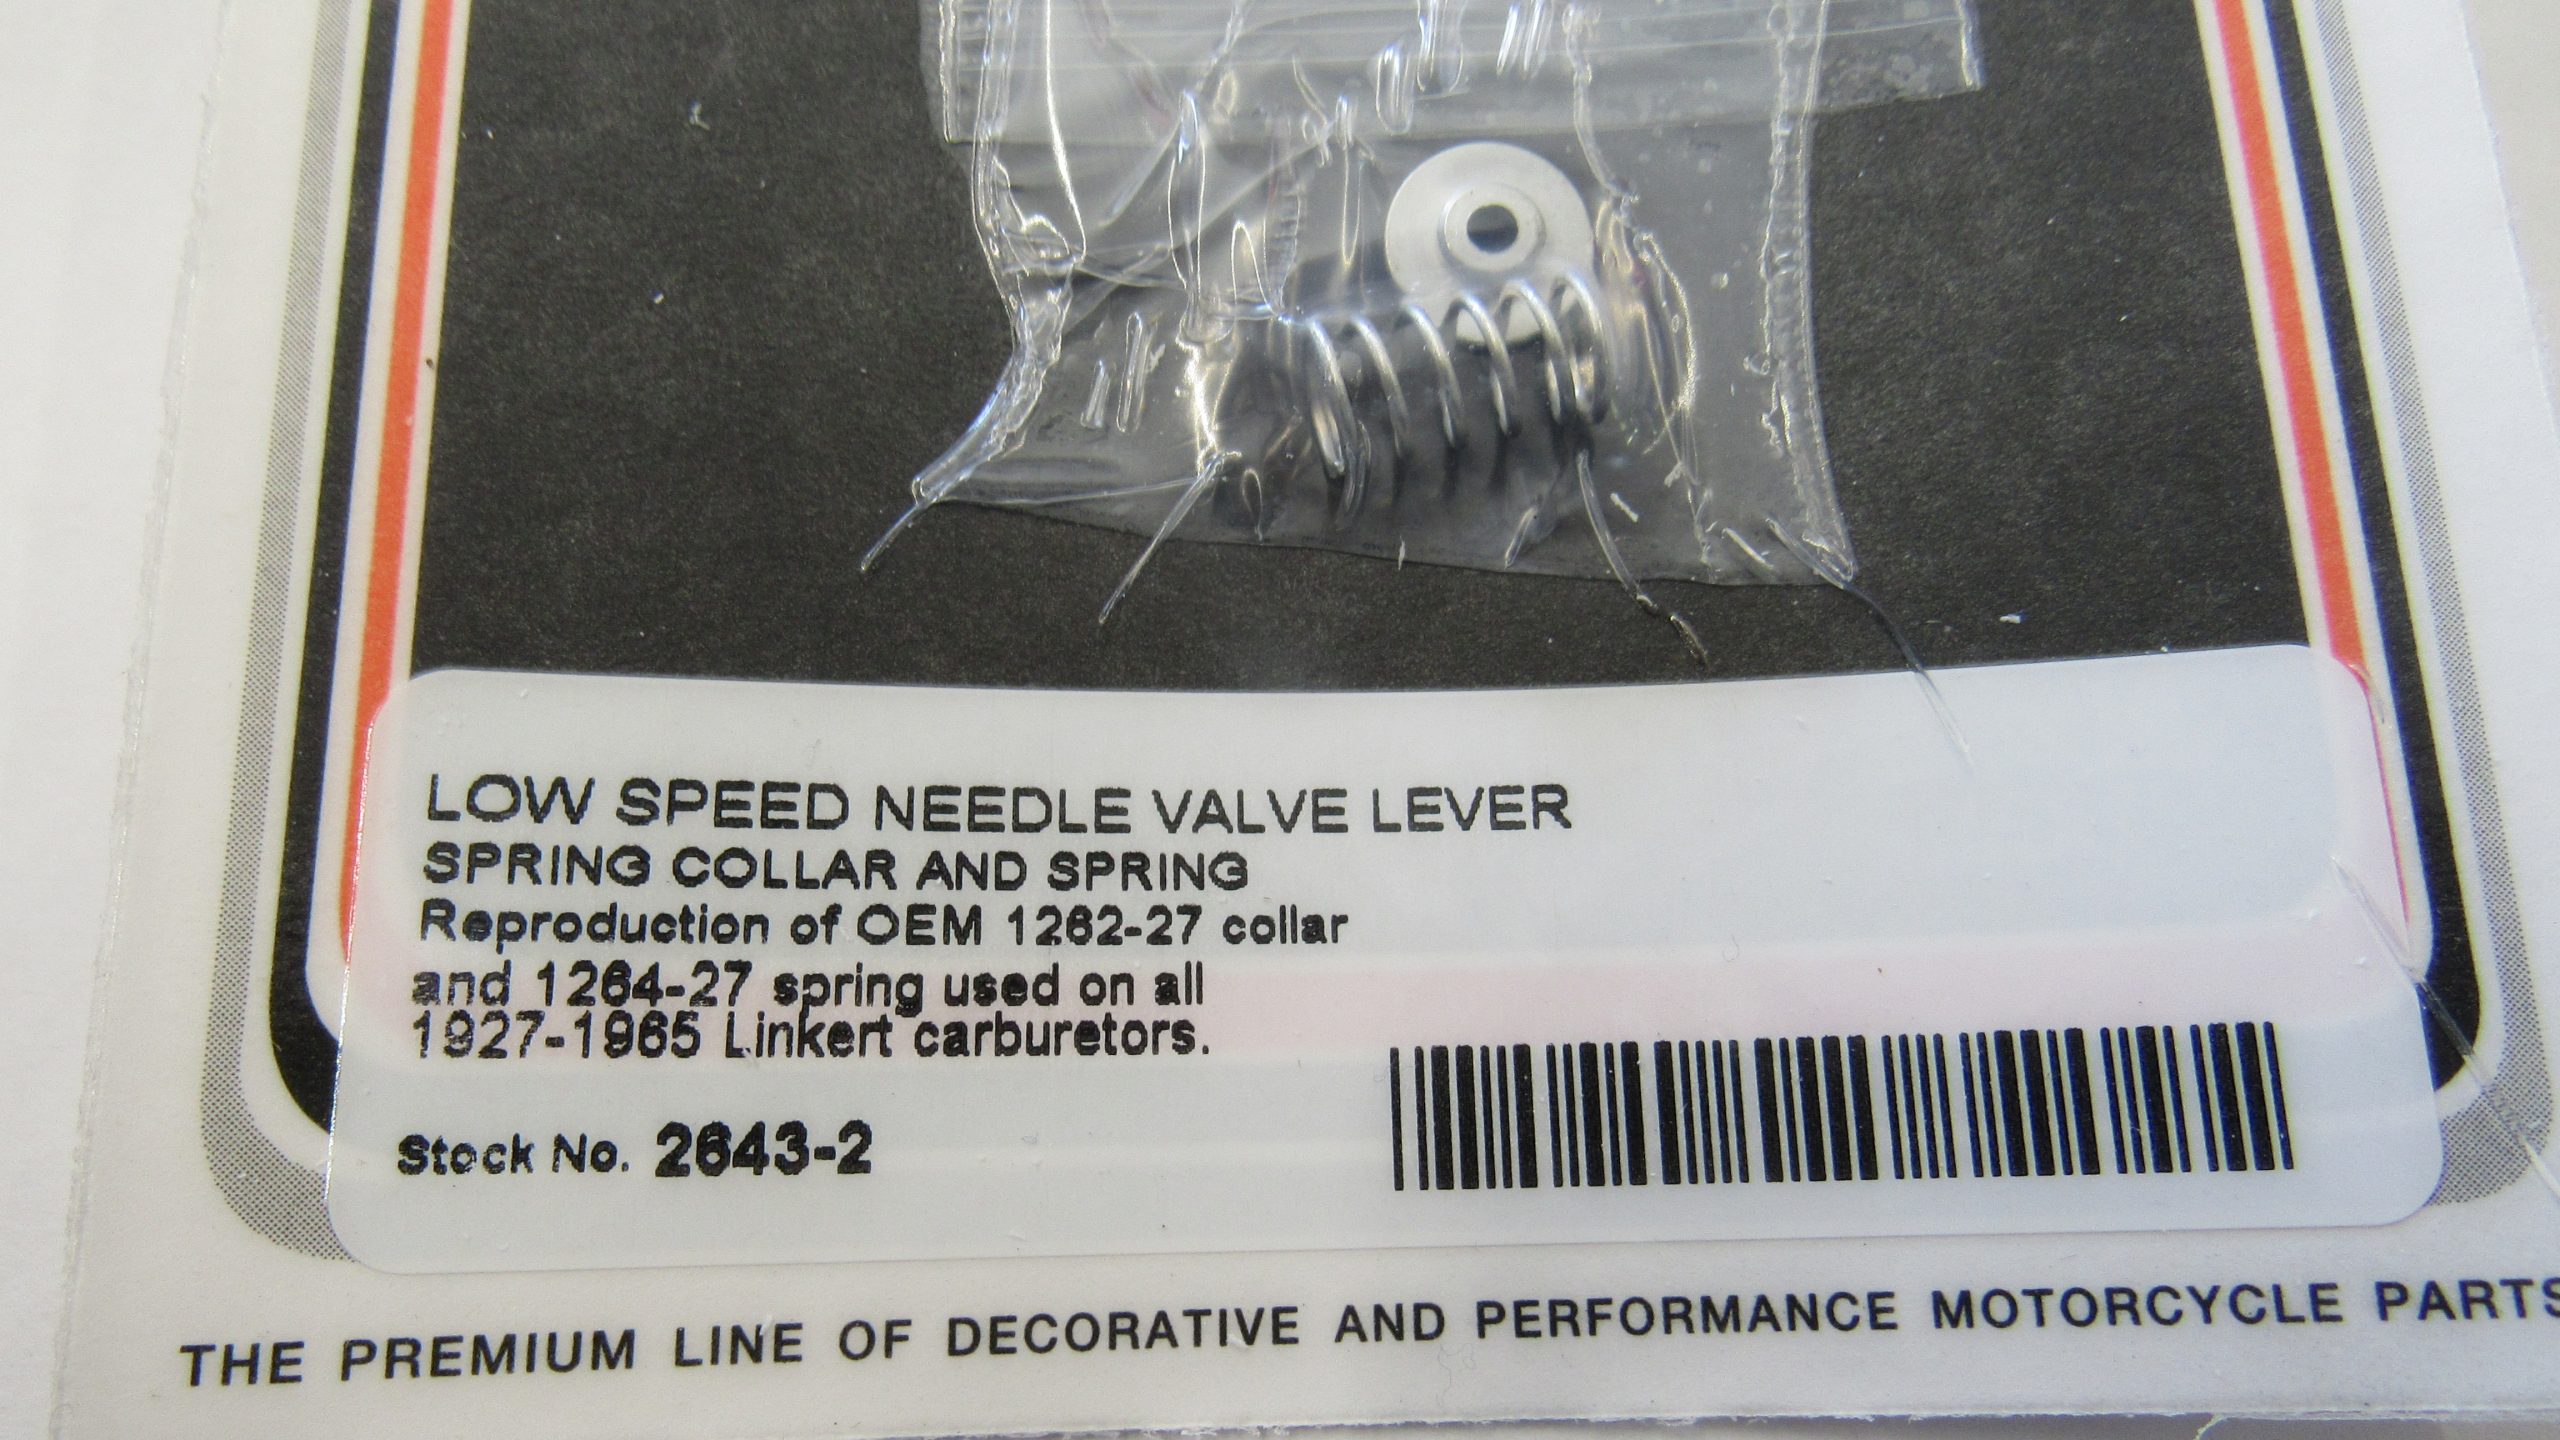 LOW SPEED NEEDLE VALVE LEVER
SPRING COLLAR AND SPRING
Reproduction of OEM 1262-27 collar
and 1264-27 spring used on all
1927-1965 Linkert carburetors.
Stock No. 2643-2
THE PREMIUM LINE OF DECORATIVE AND PERFORMANCE MOTORCYCLE PARTS